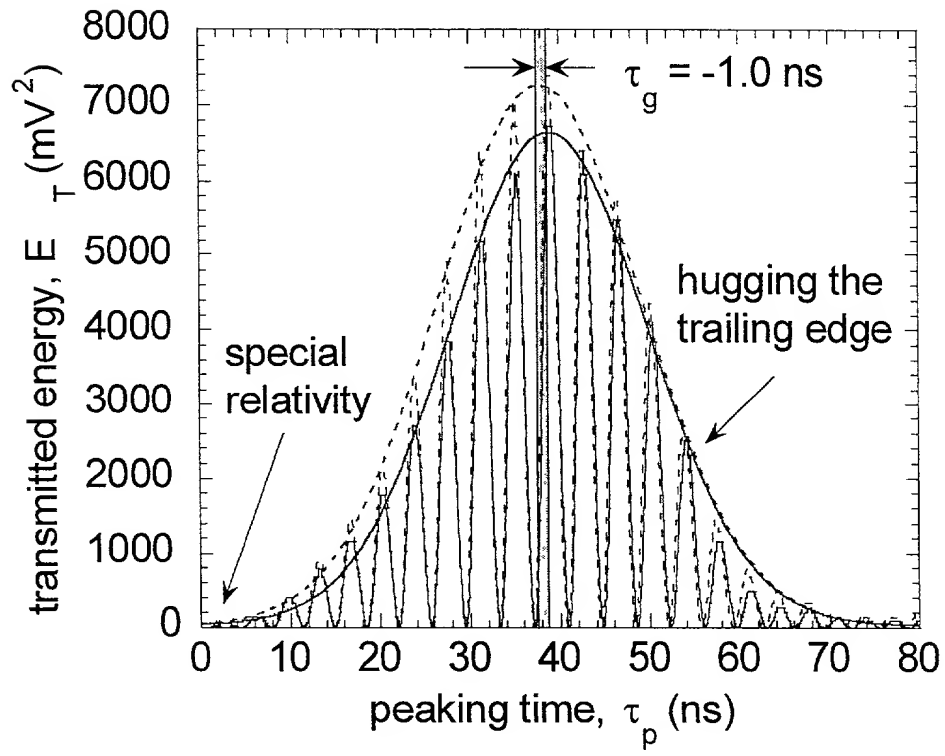 8000
7000
6000
5000
4000
3000
2000
1000
0
transmitted energy, E T (mV²)
τg = -1.0 ns
special
relativity
hugging the
trailing edge
0 10 20 30 40 50 60 70 80
peaking time, τp (ns)